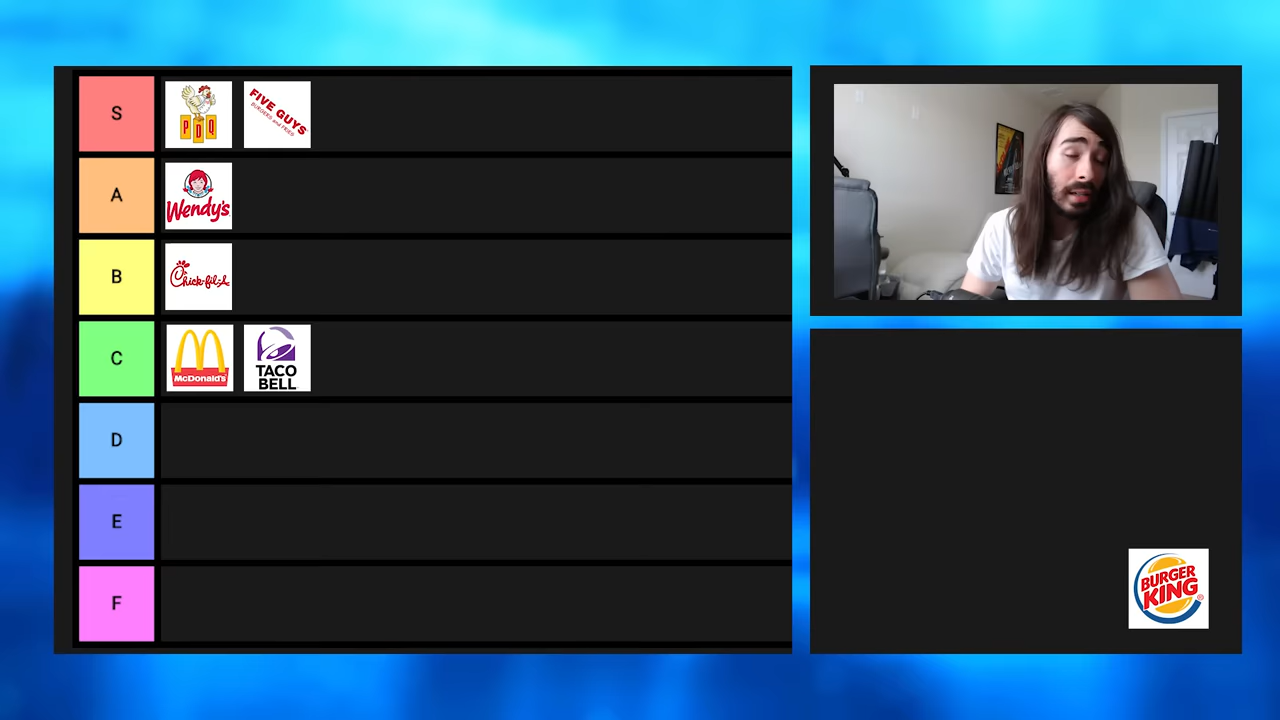 S
PDQ
FIVE GUYS
BURGERS and FRIES
A
Wendy's
B
Chick-fil-A
C
McDonald's
TACO
BELL
D
E
F
BURGER
KING